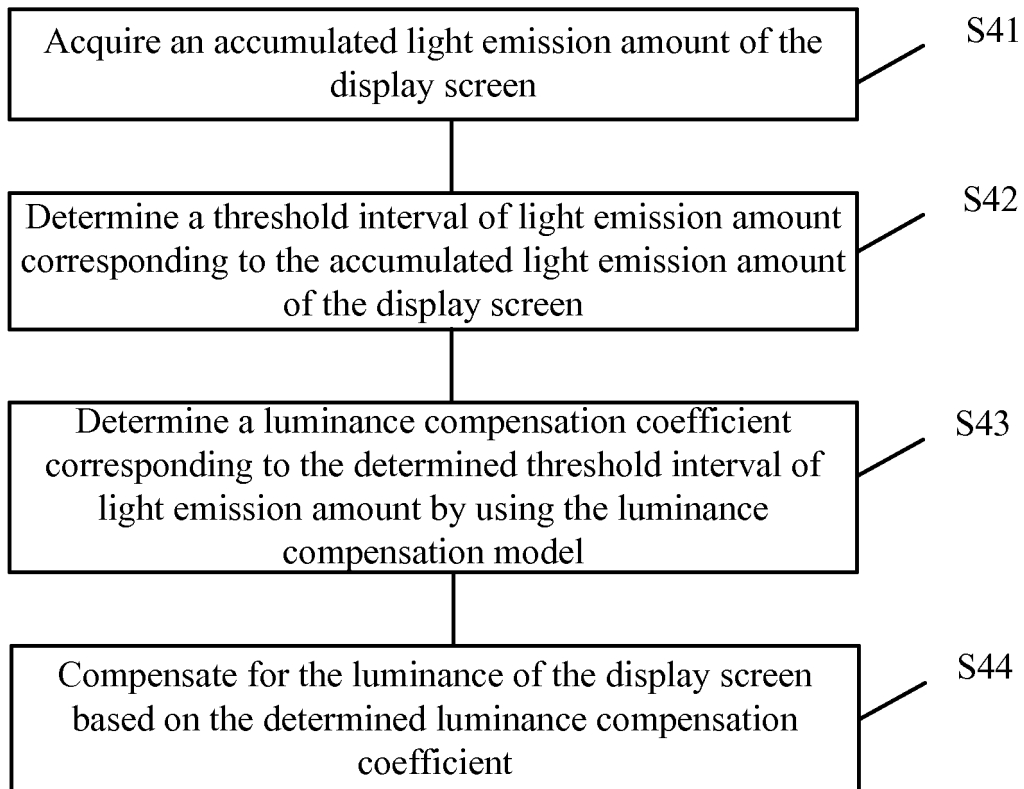 Acquire an accumulated light emission amount of the
display screen
S41
Determine a threshold interval of light emission amount
corresponding to the accumulated light emission amount
of the display screen
S42
Determine a luminance compensation coefficient
corresponding to the determined threshold interval of
light emission amount by using the luminance
compensation model
S43
Compensate for the luminance of the display screen
based on the determined luminance compensation
coefficient
S44